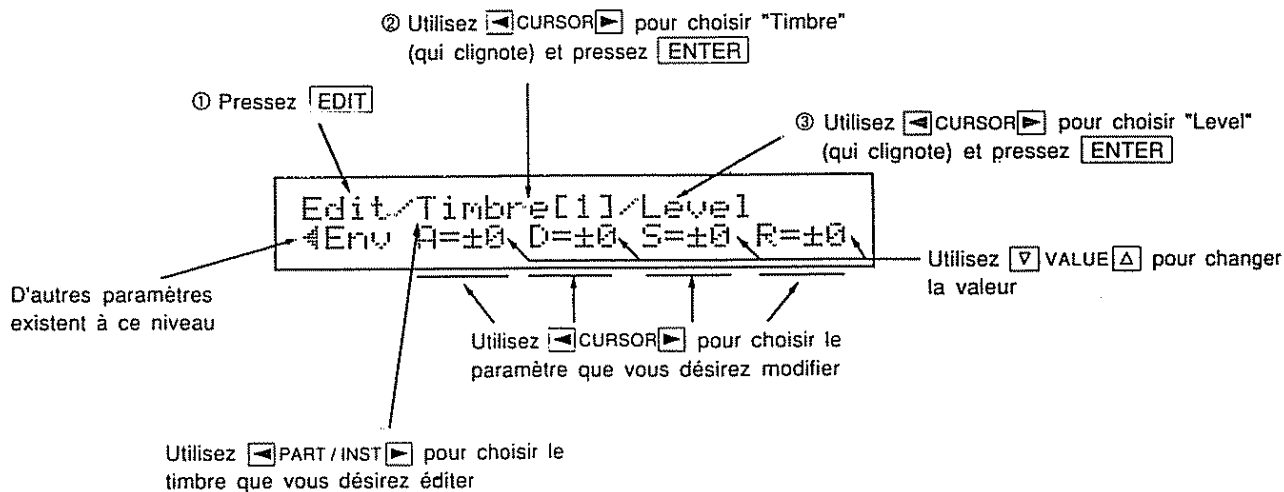 ② Utilisez ◄CURSOR► pour choisir "Timbre"
(qui clignote) et pressez ENTER
① Pressez EDIT
③ Utilisez ◄CURSOR► pour choisir "Level"
(qui clignote) et pressez ENTER
Edit/Timbre[1]/Level
◄Env A=±0 D=±0 S=±0 R=±0
Utilisez ▽ VALUE △ pour changer
la valeur
D'autres paramètres
existent à ce niveau
Utilisez ◄CURSOR► pour choisir le
paramètre que vous désirez modifier
Utilisez ◄PART / INST► pour choisir le
timbre que vous désirez éditer